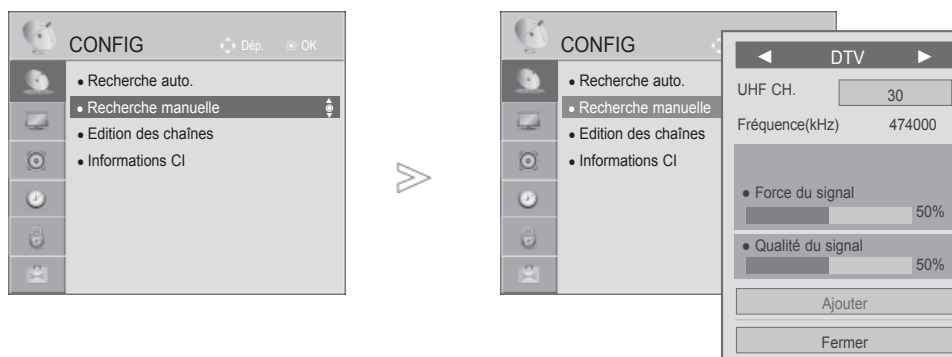 CONFIG
Dép. OK
● Recherche auto.
● Recherche manuelle
● Edition des chaînes
● Informations CI
CONFIG
● Recherche auto.
● Recherche manuelle
● Edition des chaînes
● Informations CI
◄ DTV ►
UHF CH. 30
Fréquence(kHz) 474000
● Force du signal
50%
● Qualité du signal
50%
Ajouter
Fermer